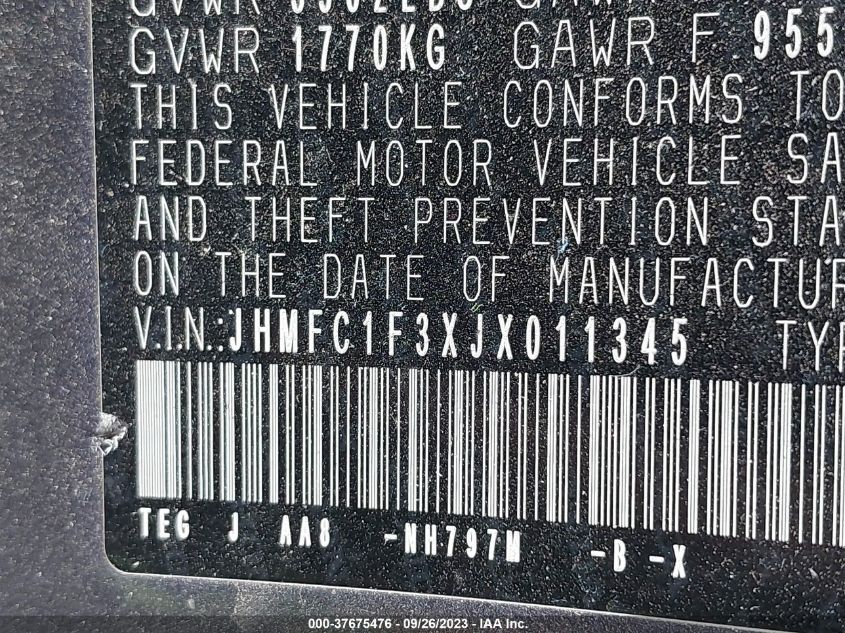 GVWR 1770KG GAWR F 955
THIS VEHICLE CONFORMS TO
FEDERAL MOTOR VEHICLE SA
AND THEFT PREVENTION STA
ON THE DATE OF MANUFACTUR
V.I.N.: JHMFC1F3XJX011345 TYP
TEG J AA8 -NH797M -B -X
000-37675476 - 09/26/2023 - IAA Inc.